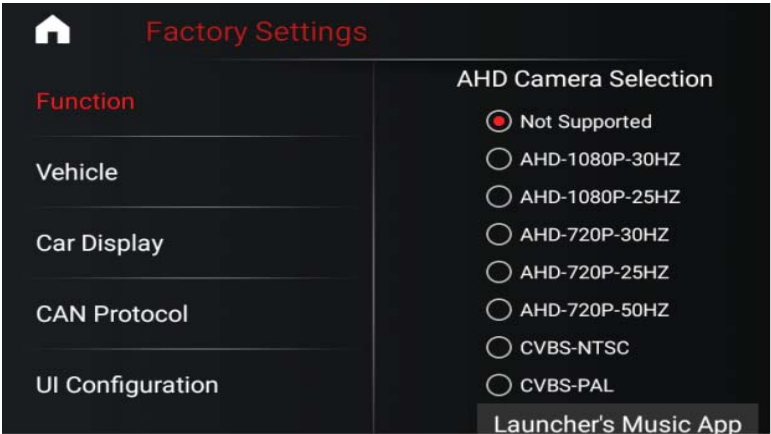 Factory Settings
Function
Vehicle
Car Display
CAN Protocol
UI Configuration
AHD Camera Selection
Not Supported
AHD-1080P-30HZ
AHD-1080P-25HZ
AHD-720P-30HZ
AHD-720P-25HZ
AHD-720P-50HZ
CVBS-NTSC
CVBS-PAL
Launcher's Music App